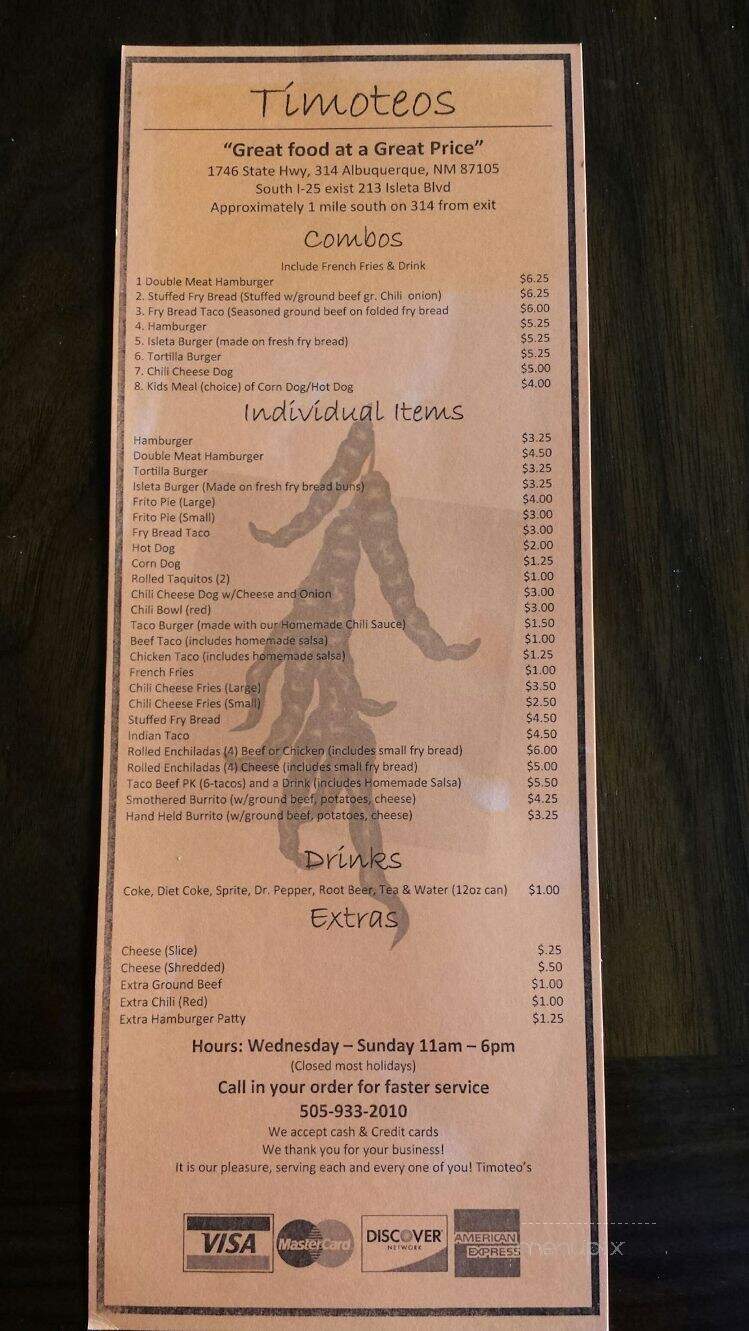 Timoteos
"Great food at a Great Price"
1746 State Hwy, 314 Albuquerque, NM 87105
South I-25 exist 213 Isleta Blvd
Approximately 1 mile south on 314 from exit
Combos
Include French Fries & Drink
1 Double Meat Hamburger $6.25
2. Stuffed Fry Bread (Stuffed w/ground beef gr. Chili onion) $6.25
3. Fry Bread Taco (Seasoned ground beef on folded fry bread $6.00
4. Hamburger $5.25
5. Isleta Burger (made on fresh fry bread) $5.25
6. Tortilla Burger $5.25
7. Chili Cheese Dog $5.00
8. Kids Meal (choice) of Corn Dog/Hot Dog $4.00
Individual Items
Hamburger $3.25
Double Meat Hamburger $4.50
Tortilla Burger $3.25
Isleta Burger (Made on fresh fry bread buns) $3.25
Frito Pie (Large) $4.00
Frito Pie (Small) $3.00
Fry Bread Taco $3.00
Hot Dog $2.00
Corn Dog $1.25
Rolled Taquitos (2) $1.00
Chili Cheese Dog w/Cheese and Onion $3.00
Chili Bowl (red) $3.00
Taco Burger (made with our Homemade Chili Sauce) $1.50
Beef Taco (includes homemade salsa) $1.00
Chicken Taco (includes homemade salsa) $1.25
French Fries $1.00
Chili Cheese Fries (Large) $3.50
Chili Cheese Fries (Small) $2.50
Stuffed Fry Bread $4.50
Indian Taco $4.50
Rolled Enchiladas (4) Beef or Chicken (includes small fry bread) $6.00
Rolled Enchiladas (4) Cheese (includes small fry bread) $5.00
Taco Beef PK (6-tacos) and a Drink (includes Homemade Salsa) $5.50
Smothered Burrito (w/ground beef, potatoes, cheese) $4.25
Hand Held Burrito (w/ground beef, potatoes, cheese) $3.25
Drinks
Coke, Diet Coke, Sprite, Dr. Pepper, Root Beer, Tea & Water (12oz can) $1.00
Extras
Cheese (Slice) $.25
Cheese (Shredded) $.50
Extra Ground Beef $1.00
Extra Chili (Red) $1.00
Extra Hamburger Patty $1.25
Hours: Wednesday – Sunday 11am – 6pm
(Closed most holidays)
Call in your order for faster service
505-933-2010
We accept cash & Credit cards
We thank you for your business!
It is our pleasure, serving each and every one of you! Timoteo's
VISA MasterCard DISCOVER NETWORK AMERICAN EXPRESS
menupix